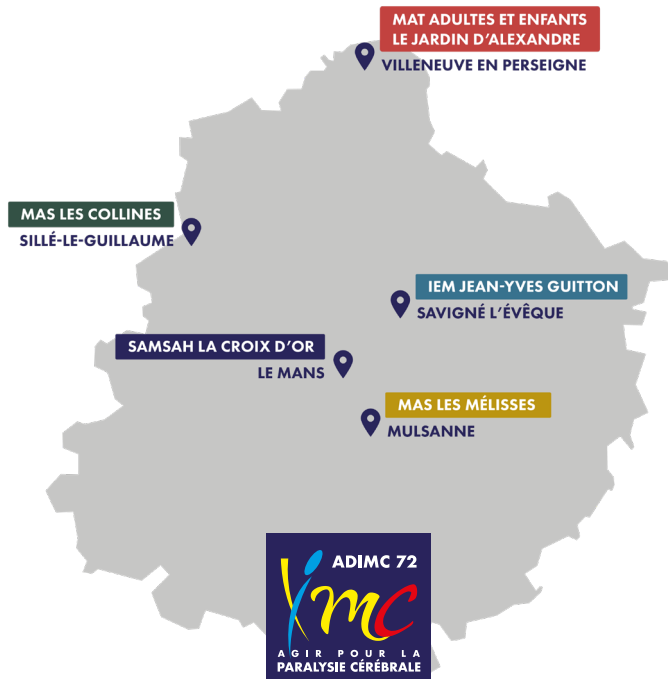 MAT ADULTES ET ENFANTS
LE JARDIN D'ALEXANDRE
VILLENEUVE EN PERSEIGNE
MAS LES COLLINES
SILLÉ-LE-GUILLAUME
IEM JEAN-YVES GUITTON
SAVIGNÉ L'ÉVÊQUE
SAMSAH LA CROIX D'OR
LE MANS
MAS LES MÉLISSES
MULSANNE
ADIMC 72
imc
AGIR POUR LA
PARALYSIE CÉRÉBRALE